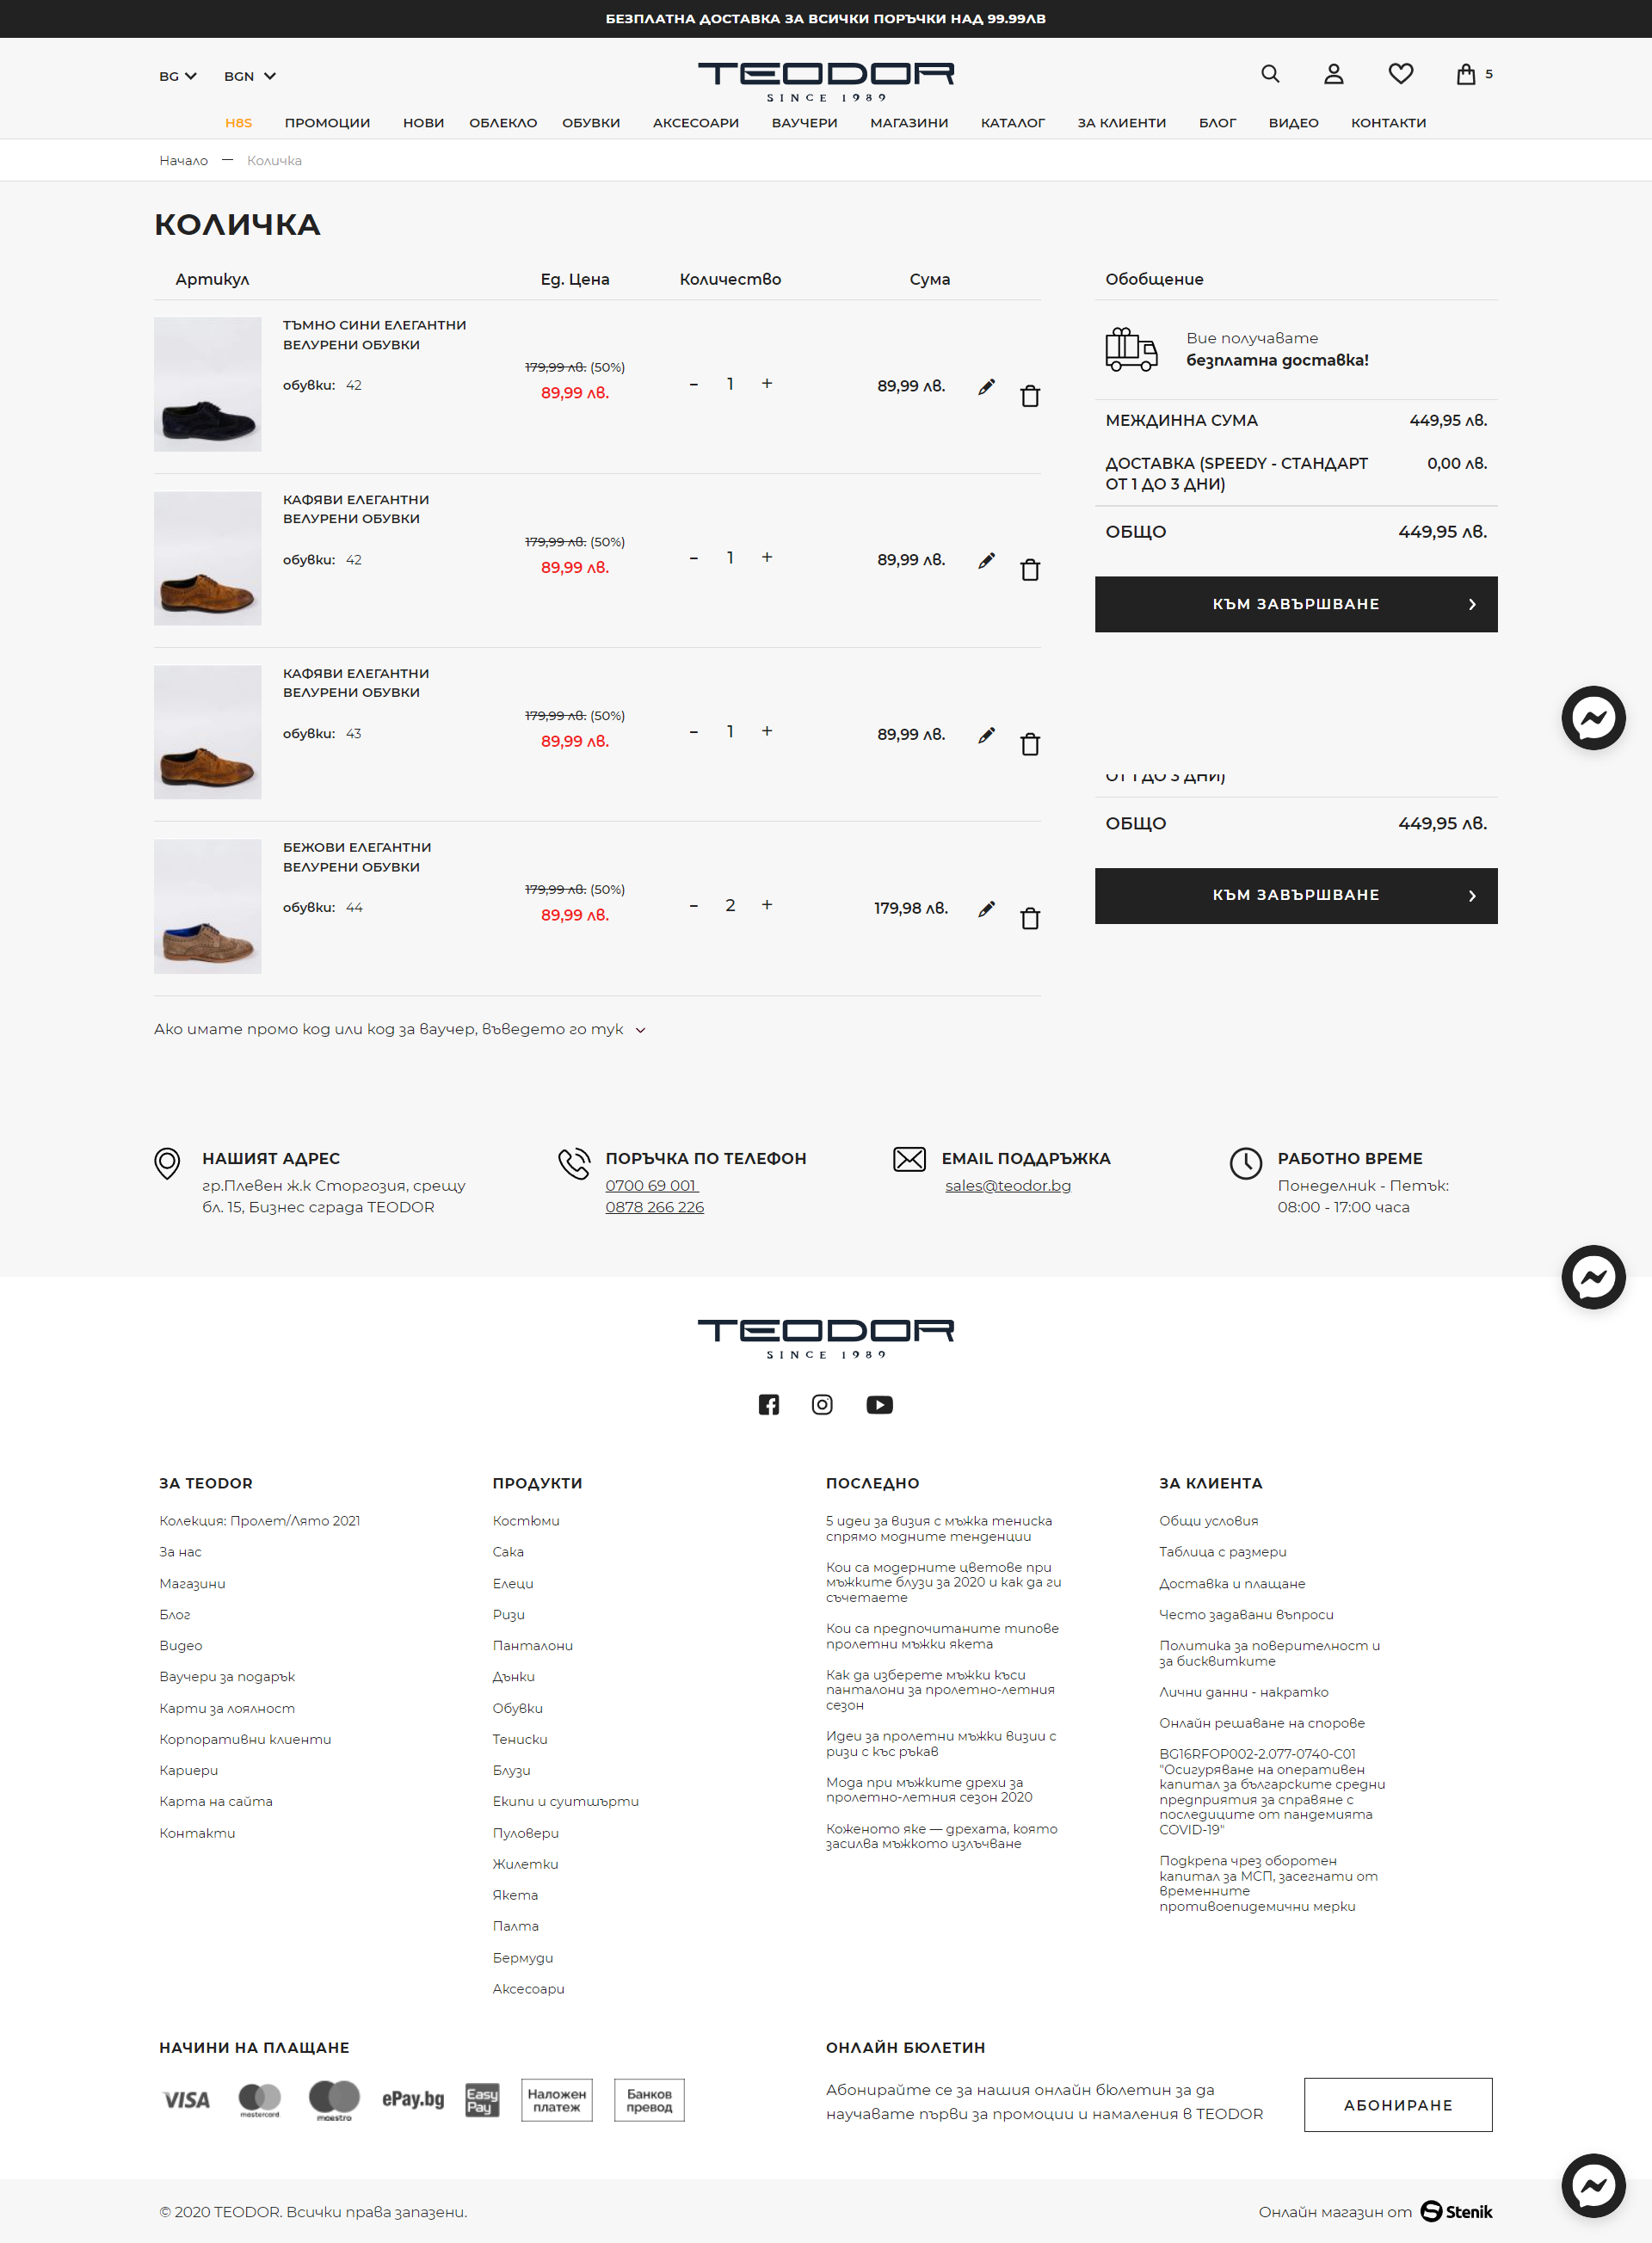 БЕЗПЛАТНА ДОСТАВКА ЗА ВСИЧКИ ПОРЪЧКИ НАД 99.99ЛВ
BG BGN
TEODOR
SINCE 1989
5
H8S ПРОМОЦИИ НОВИ ОБЛЕКЛО ОБУВКИ АКСЕСОАРИ ВАУЧЕРИ МАГАЗИНИ КАТАЛОГ ЗА КЛИЕНТИ БЛОГ ВИДЕО КОНТАКТИ
Начало — Количка
КОЛИЧКА
Артикул Ед. Цена Количество Сума
ТЪМНО СИНИ ЕЛЕГАНТНИ
ВЕЛУРЕНИ ОБУВКИ
обувки: 42
179,99 лв. (50%)
89,99 лв.
- 1 +
89,99 лв.
КАФЯВИ ЕЛЕГАНТНИ
ВЕЛУРЕНИ ОБУВКИ
обувки: 42
179,99 лв. (50%)
89,99 лв.
- 1 +
89,99 лв.
КАФЯВИ ЕЛЕГАНТНИ
ВЕЛУРЕНИ ОБУВКИ
обувки: 43
179,99 лв. (50%)
89,99 лв.
- 1 +
89,99 лв.
БЕЖОВИ ЕЛЕГАНТНИ
ВЕЛУРЕНИ ОБУВКИ
обувки: 44
179,99 лв. (50%)
89,99 лв.
- 2 +
179,98 лв.
Ако имате промо код или код за ваучер, въведето го тук
Обобщение
Вие получавате
безплатна доставка!
МЕЖДИННА СУМА 449,95 лв.
ДОСТАВКА (SPEEDY - СТАНДАРТ 0,00 лв.
ОТ 1 ДО 3 ДНИ)
ОБЩО 449,95 лв.
КЪМ ЗАВЪРШВАНЕ
ОТ 1 ДО 3 ДНИ)
ОБЩО 449,95 лв.
КЪМ ЗАВЪРШВАНЕ
НАШИЯТ АДРЕС
гр.Плевен ж.к Сторгозия, срещу
бл. 15, Бизнес сграда TEODOR
ПОРЪЧКА ПО ТЕЛЕФОН
0700 69 001
0878 266 226
EMAIL ПОДДРЪЖКА
sales@teodor.bg
РАБОТНО ВРЕМЕ
Понеделник - Петък:
08:00 - 17:00 часа
TEODOR
SINCE 1989
ЗА TEODOR
Колекция: Пролет/Лято 2021
За нас
Магазини
Блог
Видео
Ваучери за подарък
Карти за лоялност
Корпоративни клиенти
Кариери
Карта на сайта
Контакти
ПРОДУКТИ
Костюми
Сака
Елеци
Ризи
Панталони
Дънки
Обувки
Тениски
Блузи
Екипи и суитшърти
Пуловери
Жилетки
Якета
Палта
Бермуди
Аксесоари
ПОСЛЕДНО
5 идеи за визия с мъжка тениска
спрямо модните тенденции
Кои са модерните цветове при
мъжките блузи за 2020 и как да ги
съчетаете
Кои са предпочитаните типове
пролетни мъжки якета
Как да изберете мъжки къси
панталони за пролетно-летния
сезон
Идеи за пролетни мъжки визии с
ризи с къс ръкав
Мода при мъжките дрехи за
пролетно-летния сезон 2020
Коженото яке — дрехата, която
засилва мъжкото излъчване
ЗА КЛИЕНТА
Общи условия
Таблица с размери
Доставка и плащане
Често задавани въпроси
Политика за поверителност и
за бисквитките
Лични данни - накратко
Онлайн решаване на спорове
BG16RFOP002-2.077-0740-C01
"Осигуряване на оперативен
капитал за българските средни
предприятия за справяне с
последиците от пандемията
COVID-19"
Подкрепа чрез оборотен
капитал за МСП, засегнати от
временните
противоепидемични мерки
НАЧИНИ НА ПЛАЩАНЕ
VISA
mastercard.
maestro
ePay.bg
Easy
Pay
Наложен
платеж
Банков
превод
ОНЛАЙН БЮЛЕТИН
Абонирайте се за нашия онлайн бюлетин за да
научавате първи за промоции и намаления в TEODOR
АБОНИРАНЕ
© 2020 TEODOR. Всички права запазени.
Онлайн магазин от Stenik